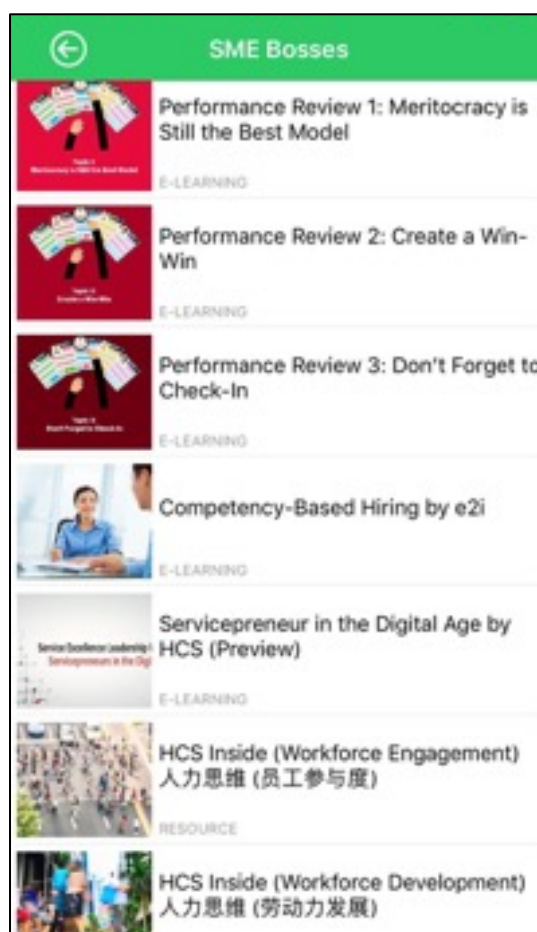 SME Bosses
Performance Review 1: Meritocracy is
Still the Best Model
E-LEARNING
Performance Review 2: Create a Win-
Win
E-LEARNING
Performance Review 3: Don't Forget to
Check-In
E-LEARNING
Competency-Based Hiring by e2i
E-LEARNING
Servicepreneur in the Digital Age by
HCS (Preview)
E-LEARNING
HCS Inside (Workforce Engagement)
人力思维 (员工参与度)
RESOURCE
HCS Inside (Workforce Development)
人力思维 (劳动力发展)